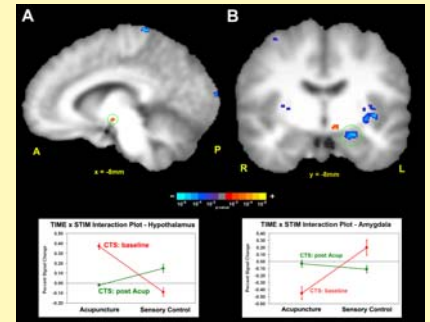 A
B
A
P
R
L
x = -8mm
y = -8mm
p-value
TIME x STIM Interaction Plot - Hypothalamus
CTS: baseline
CTS: post Acup
Percent Signal Change
Acupuncture
Sensory Control
TIME x STIM Interaction Plot - Amygdala
CTS: post Acup
CTS: baseline
Percent Signal Change
Acupuncture
Sensory Control